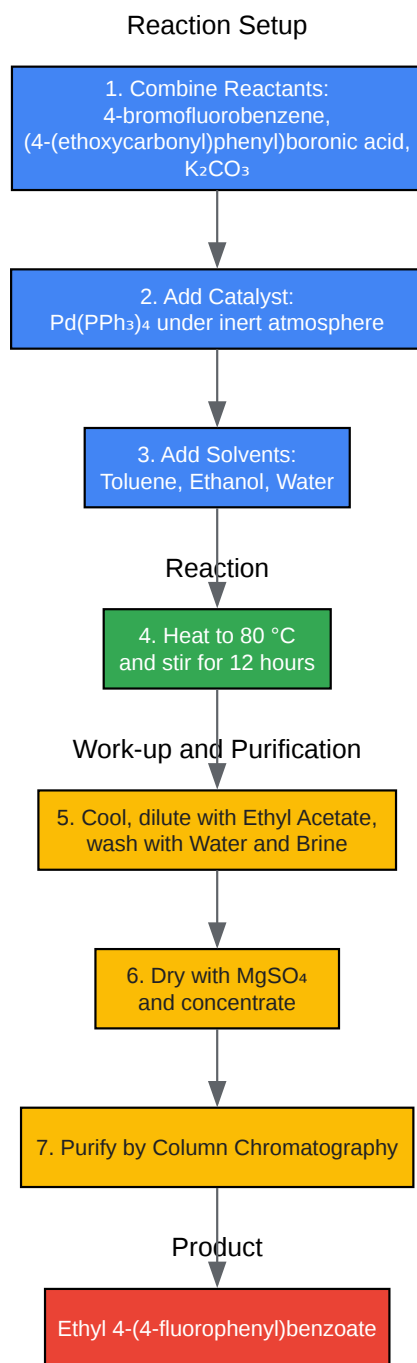 Reaction Setup
1. Combine Reactants:
4-bromofluorobenzene,
(4-(ethoxycarbonyl)phenyl)boronic acid,
K₂CO₃
2. Add Catalyst:
Pd(PPh₃)₄ under inert atmosphere
3. Add Solvents:
Toluene, Ethanol, Water
Reaction
4. Heat to 80 °C
and stir for 12 hours
Work-up and Purification
5. Cool, dilute with Ethyl Acetate,
wash with Water and Brine
6. Dry with MgSO₄
and concentrate
7. Purify by Column Chromatography
Product
Ethyl 4-(4-fluorophenyl)benzoate